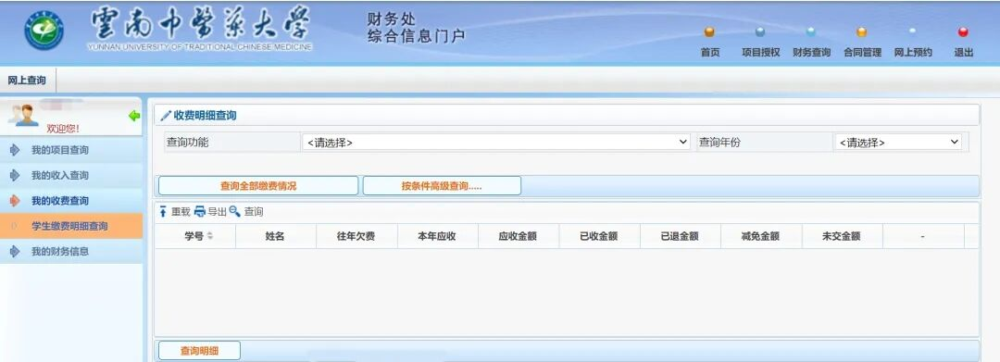 雲南中醫藥大學
YUNNAN UNIVERSITY OF TRADITIONAL CHINESE MEDICINE
财务处
综合信息门户
首页 项目授权 财务查询 合同管理 网上预约 退出
网上查询
欢迎您!
我的项目查询
我的收入查询
我的收费查询
学生缴费明细查询
我的财务信息
收费明细查询
查询功能 <请选择> 查询年份 <请选择>
查询全部缴费情况 按条件高级查询.....
重载 导出 查询
学号 姓名 往年欠费 本年应收 应收金额 已收金额 已退金额 减免金额 未交金额 -
查询明细